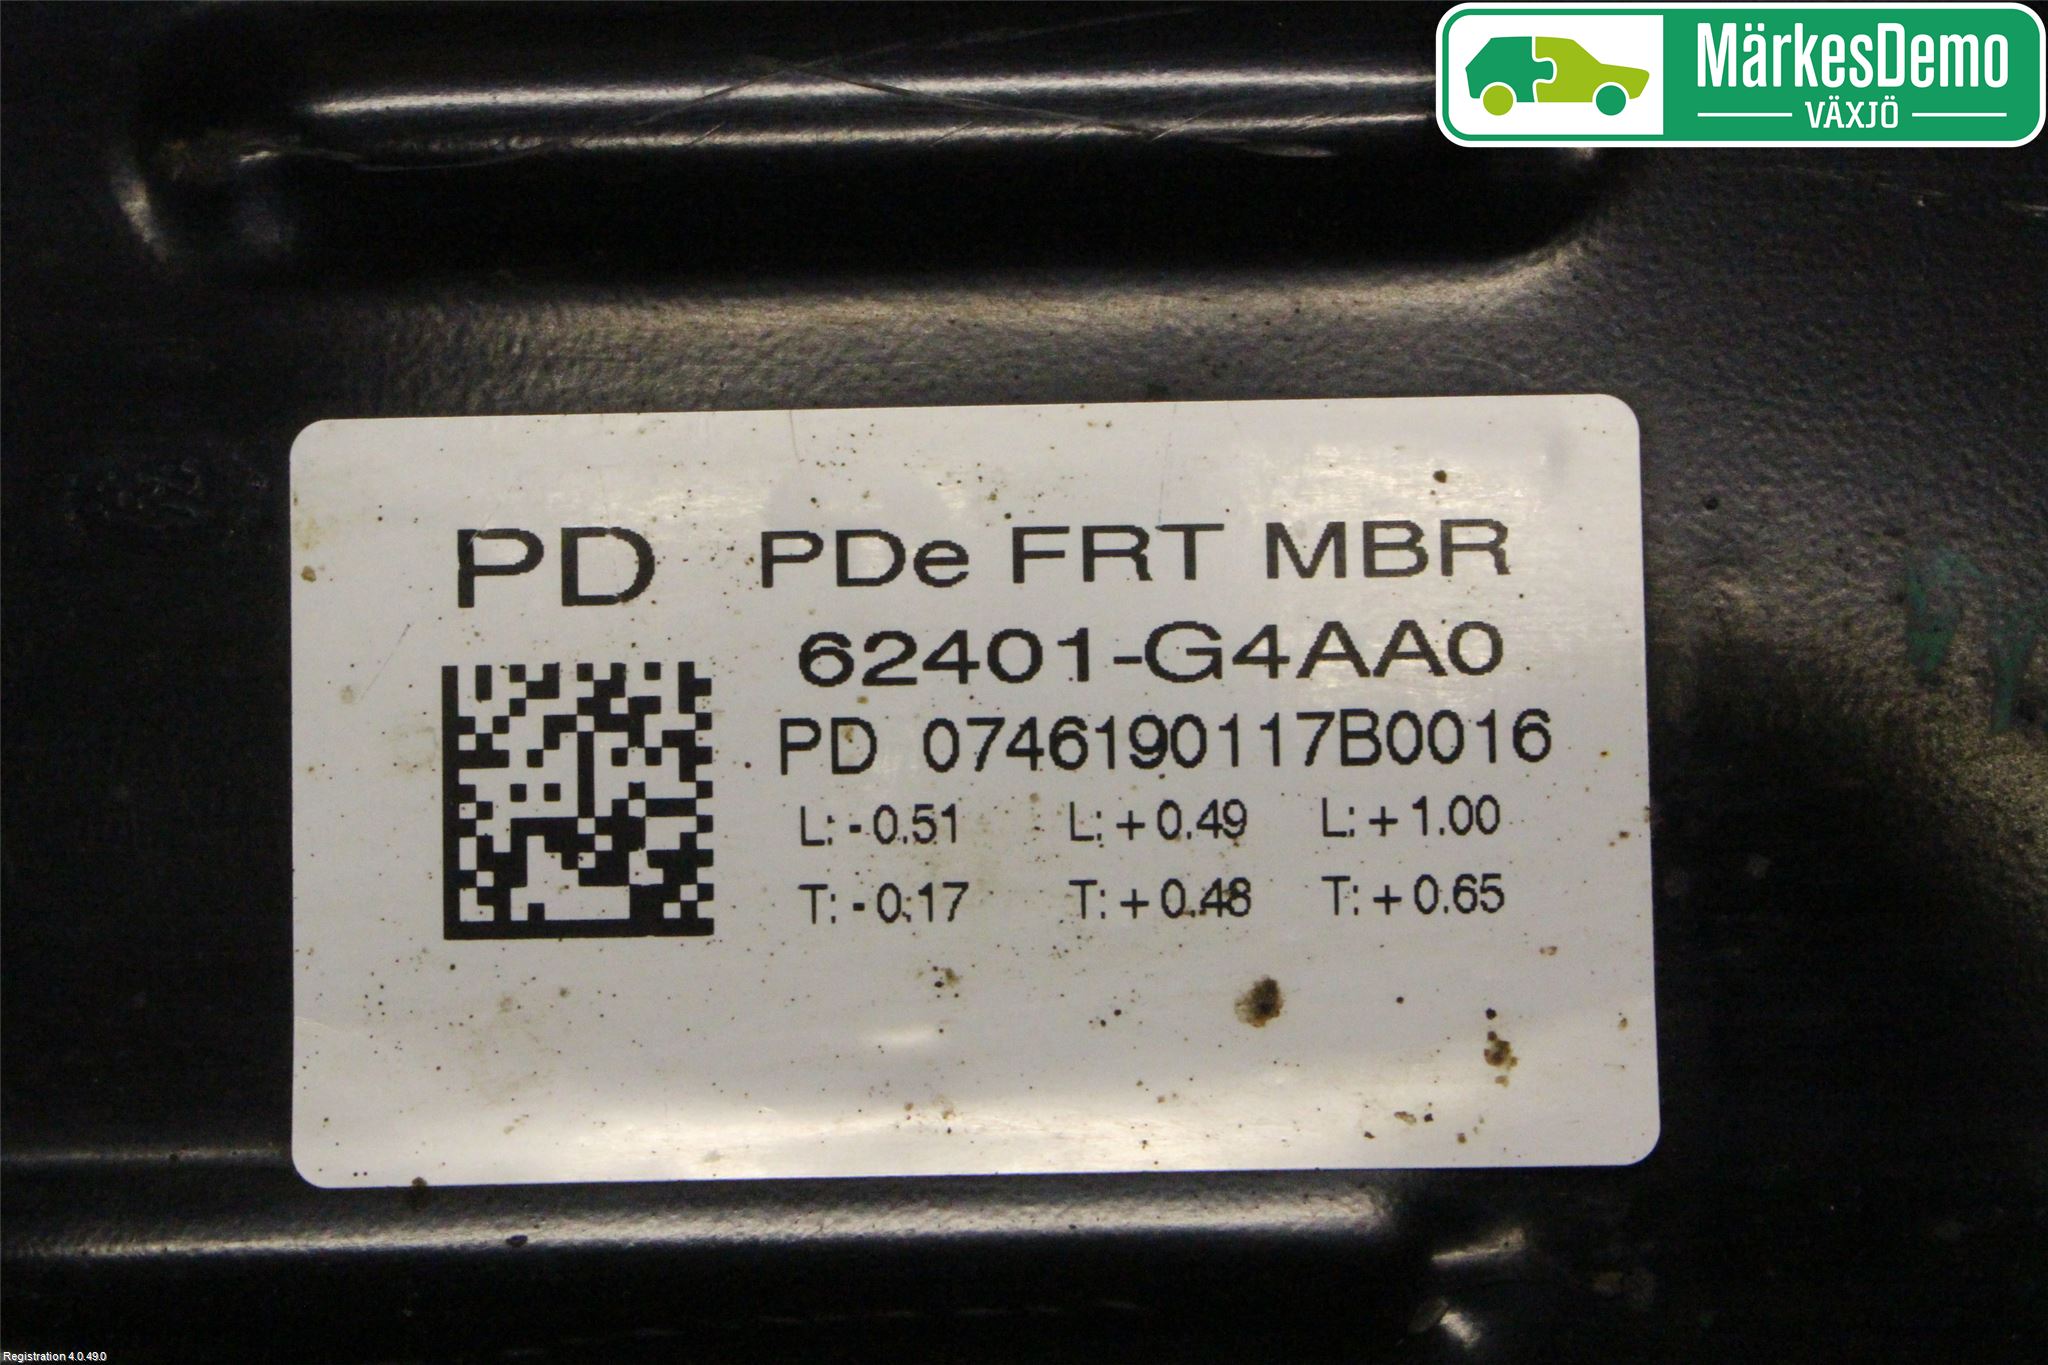 MärkesDemo
VÄXJÖ
PD PDe FRT MBR
62401-G4AA0
PD 0746190117B0016
L: - 0.51 L: + 0.49 L: + 1.00
T: - 0.17 T: + 0.48 T: + 0.65
Registration 4.0.49.0